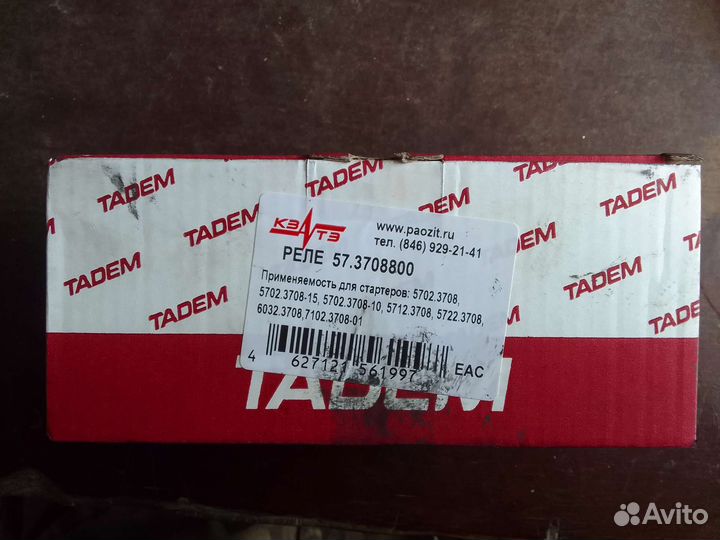 TADEM
TADEM
TADEM
TADEM
TADEM
TADEM
TADEM
TADEM
TADEM
TADEM
КЗАТЭ
www.paozit.ru
тел. (846) 929-21-41
РЕЛЕ 57.3708800
Применяемость для стартеров: 5702.3708,
5702.3708-15, 5702.3708-10, 5712.3708, 5722.3708,
6032.3708,7102.3708-01
4 627121 561997
EAC
TADEM
Avito